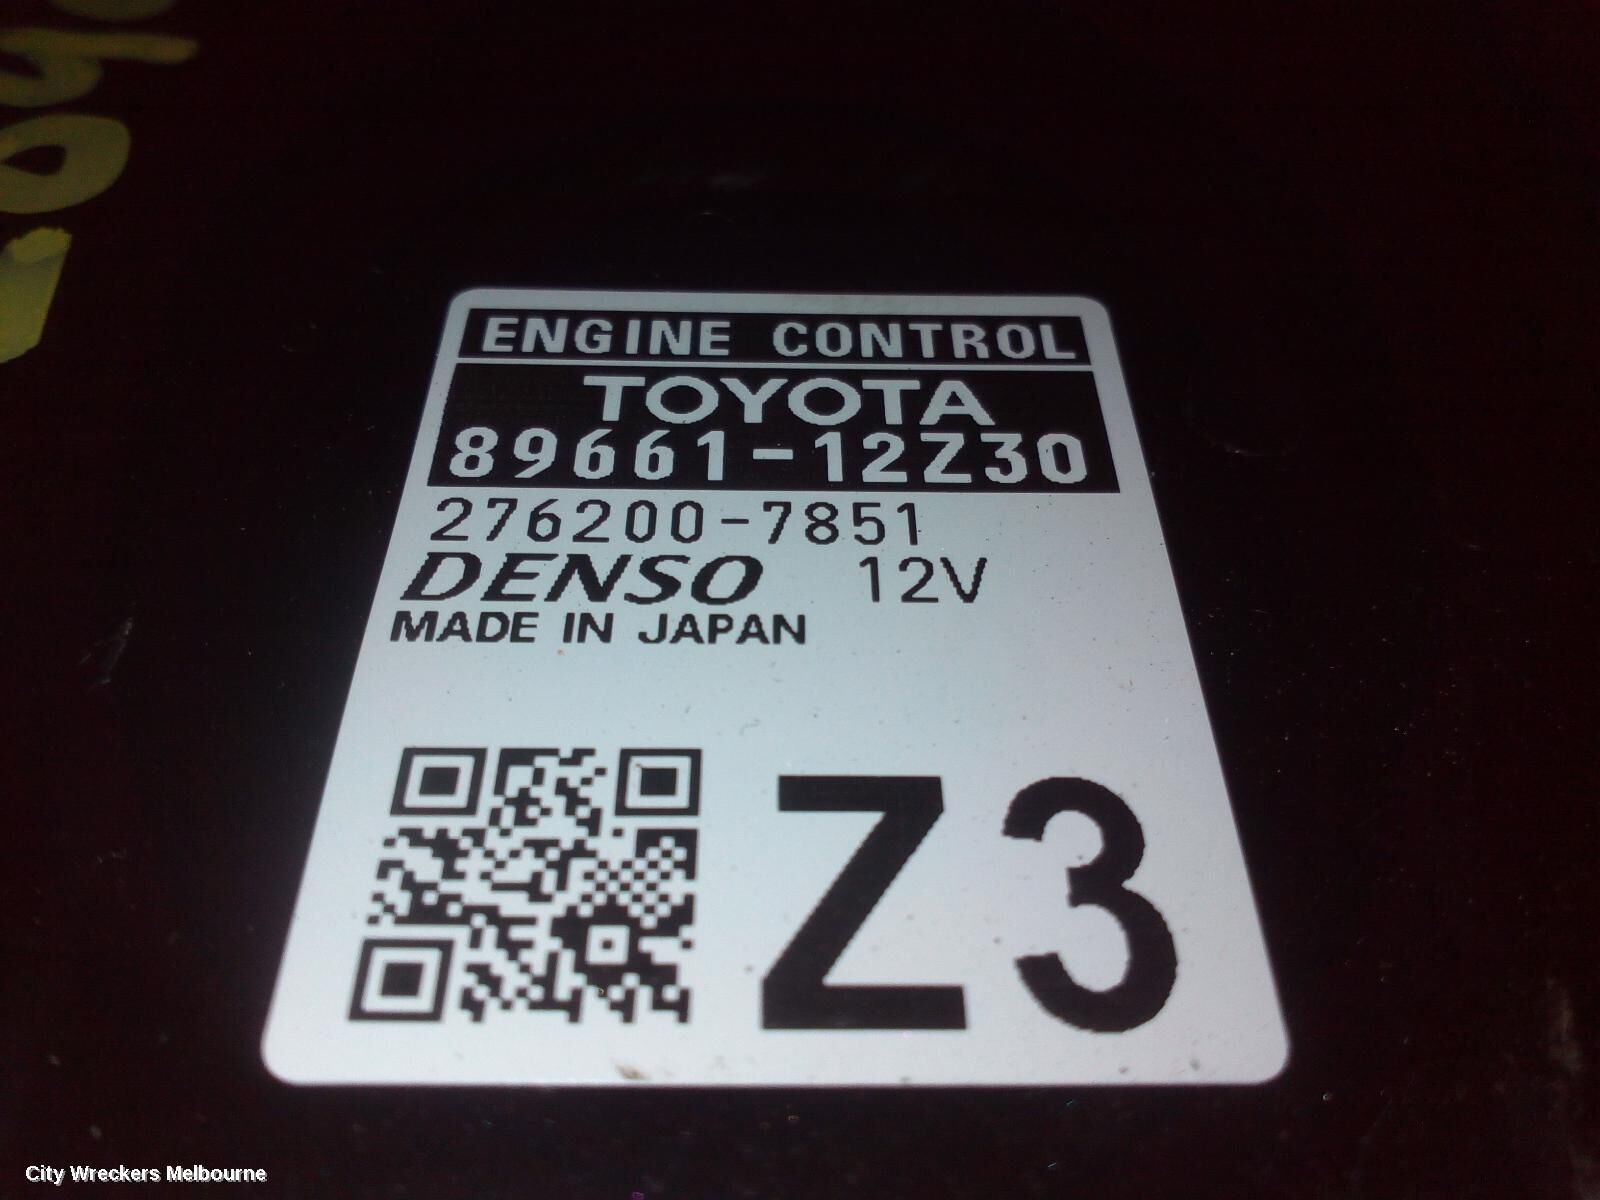 ENGINE CONTROL
TOYOTA
89661-12Z30
276200-7851
DENSO 12V
MADE IN JAPAN
Z3
City Wreckers Melbourne